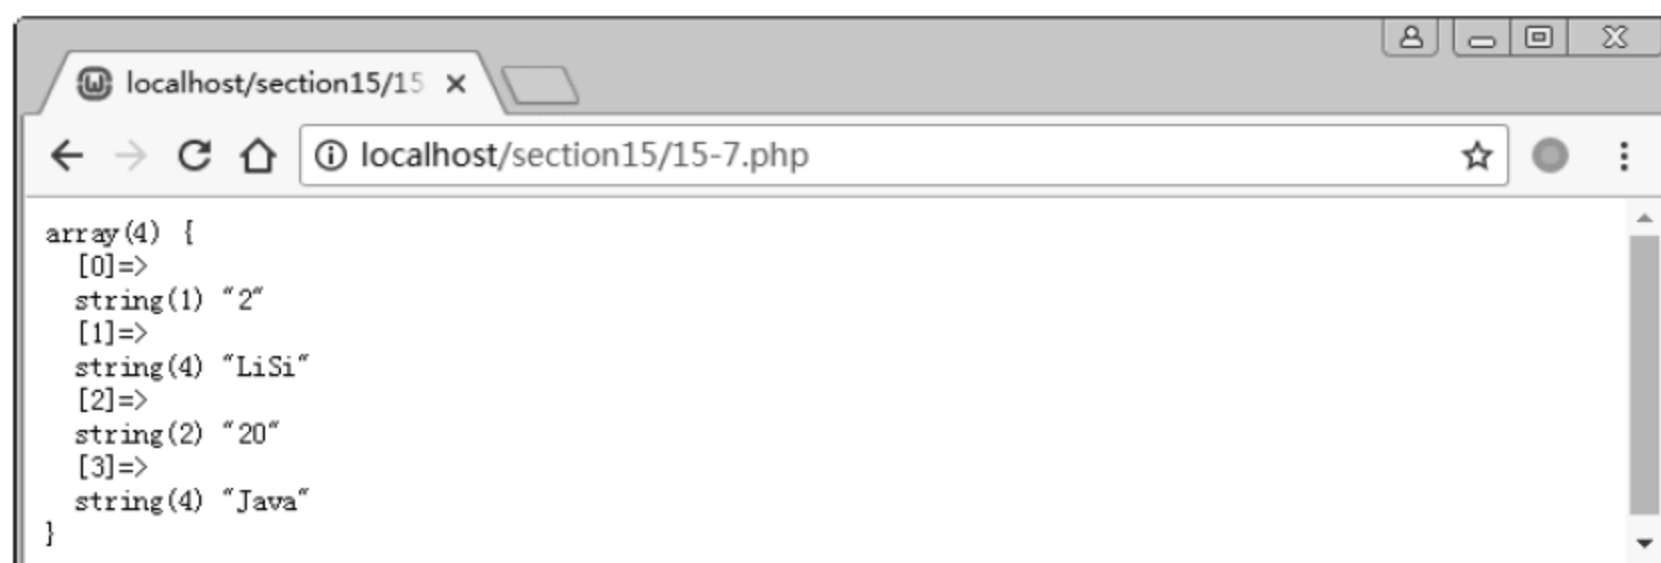 localhost/section15/15
localhost/section15/15-7.php
array(4) {
  [0]=>
  string(1) "2"
  [1]=>
  string(4) "LiSi"
  [2]=>
  string(2) "20"
  [3]=>
  string(4) "Java"
}